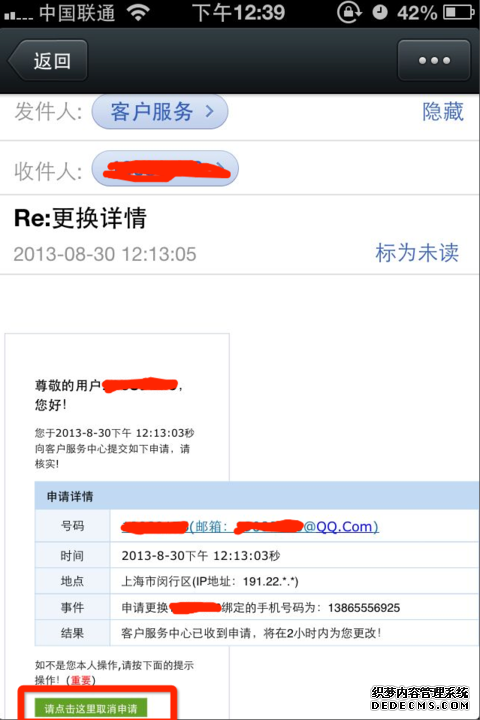 中国联通 下午12:39 42%
返回
发件人: 客户服务 隐藏
收件人:
Re:更换详情
2013-08-30 12:13:05 标为未读
尊敬的用户 ,
您好!
您于2013-8-30下午 12:13:03秒
向客户服务中心提交如下申请，请
核实!
申请详情
号码 (邮箱: @QQ.Com)
时间 2013-8-30下午 12:13:03秒
地点 上海市闵行区(IP地址: 191.22.*.*)
事件 申请更换 绑定的手机号码为: 13865556925
结果 客户服务中心已收到申请，将在2小时内为您更改!
如不是您本人操作,请按下面的提示
操作! (重要)
请点击这里取消申请
织梦内容管理系统
DEDECMS.COM